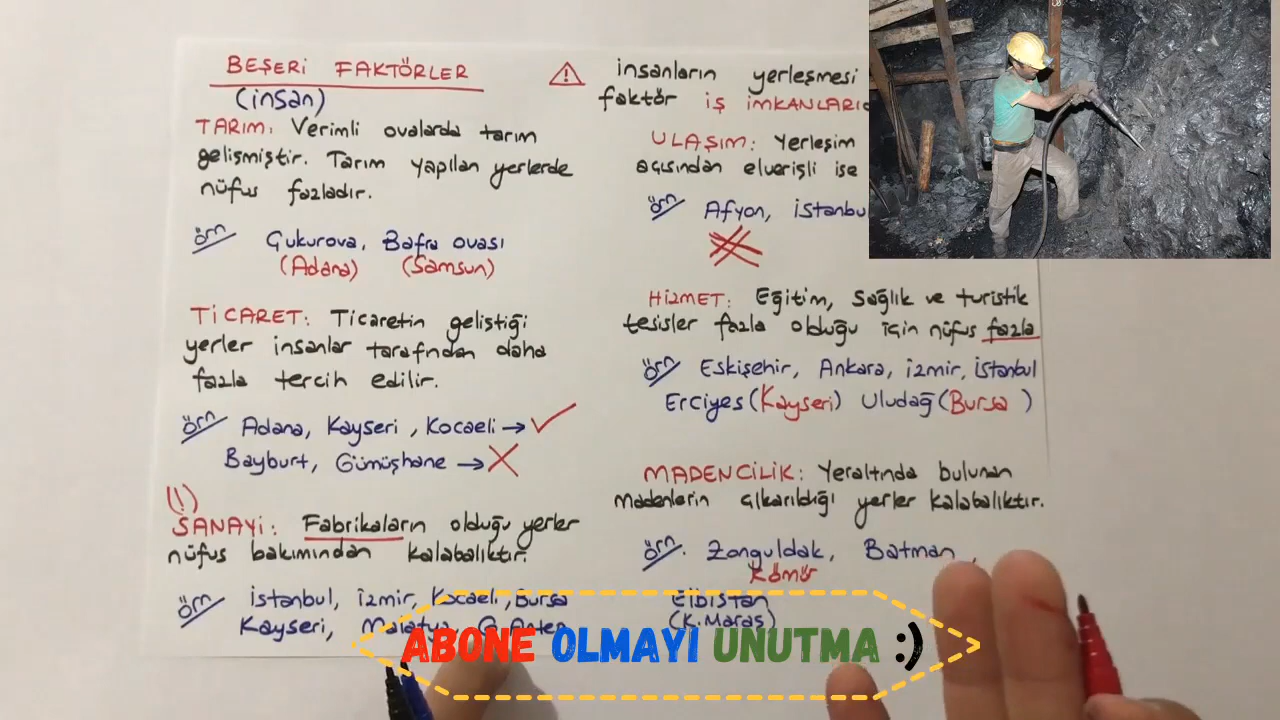 BEŞERİ FAKTÖRLER
(insan)
TARIM: Verimli ovalarda tarım
gelişmiştir. Tarım yapılan yerlerde
nüfus fazladır.
örn Çukurova, Bafra ovası
(Adana) (Samsun)
TİCARET: Ticaretin geliştiği
yerler insanlar tarafından daha
fazla tercih edilir.
örn Adana, Kayseri, Kocaeli → ✓
Bayburt, Gümüşhane → X
(!)
SANAYİ: Fabrikaların olduğu yerler
nüfus bakımından kalabalıktır.
örn İstanbul, İzmir, Kocaeli, Bursa
Kayseri, Malatya, G.Antep
⚠ insanların yerleşmesi
faktör İŞ İMKANLARI
ULAŞIM: Yerleşim
açısından elverişli ise
örn Afyon, İstanbu
HİZMET: Eğitim, Sağlık ve turistik
tesisler fazla olduğu için nüfus fazla
örn Eskişehir, Ankara, izmir, İstanbul
Erciyes (Kayseri) Uludağ (Bursa)
MADENCİLİK: Yeraltında bulunan
madenlerin çıkarıldığı yerler kalabalıktır.
örn. Zonguldak, Batman,
Kömür
Elbistan
(K.Maraş)
ABONE OLMAYI UNUTMA :)